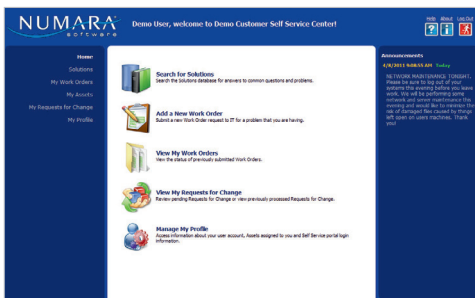 NUMARA
software
Demo User, welcome to Demo Customer Self Service Center!
Help About Log Out
Home
Solutions
My Work Orders
My Assets
My Requests for Change
My Profile
Search for Solutions
Search the Solutions database for answers to common questions and problems.
Add a New Work Order
Submit a new Work Order request to IT for a problem that you are having.
View My Work Orders
View the status of previously submitted Work Orders.
View My Requests for Change
Review pending Requests for Change or view previously processed Requests for Change.
Manage My Profile
Access information about your user account, Assets assigned to you and Self Service portal login
information.
Announcements
4/8/2011 9:08:55 AM Today
NETWORK MAINTENANCE TONIGHT.
Please be sure to log out of your
systems this evening before you leave
work. We will be performing some
network and server maintenance this
evening and would like to minimize the
risk of damaged files caused by things
left open on users machines. Thank
you!